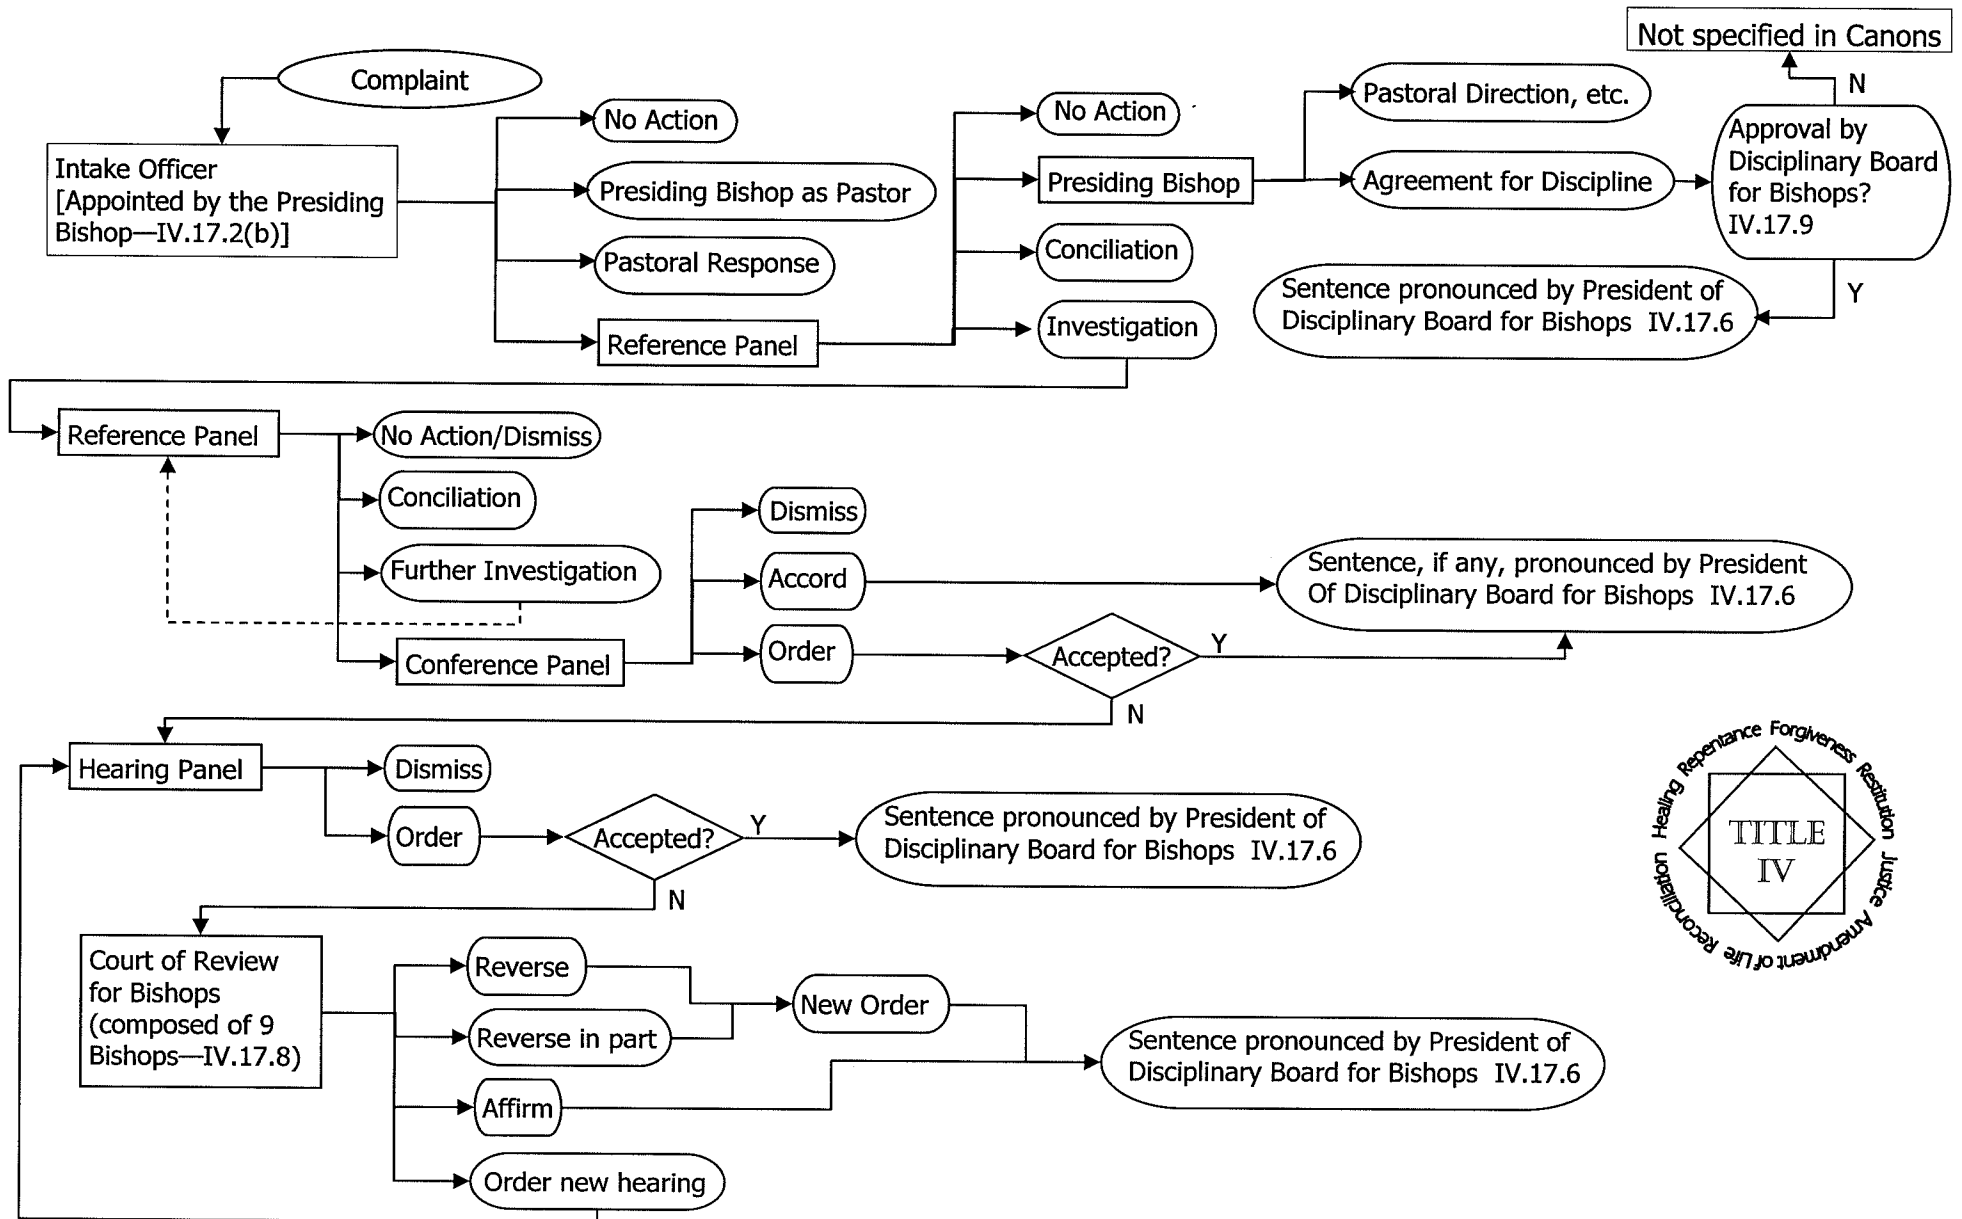 Not specified in Canons
Complaint
N
Intake Officer
[Appointed by the Presiding
Bishop—IV.17.2(b)]
No Action
Presiding Bishop as Pastor
Pastoral Response
Reference Panel
No Action
Presiding Bishop
Conciliation
Investigation
Pastoral Direction, etc.
Agreement for Discipline
Approval by
Disciplinary Board
for Bishops?
IV.17.9
Y
Sentence pronounced by President of
Disciplinary Board for Bishops IV.17.6
Reference Panel
No Action/Dismiss
Conciliation
Further Investigation
Conference Panel
Dismiss
Accord
Order
Accepted?
Y
N
Sentence, if any, pronounced by President
Of Disciplinary Board for Bishops IV.17.6
Hearing Panel
Dismiss
Order
Accepted?
Y
N
Sentence pronounced by President of
Disciplinary Board for Bishops IV.17.6
Healing Repentance Forgiveness Restitution Justice Amendment of Life Reconciliation
TITLE
IV
Court of Review
for Bishops
(composed of 9
Bishops—IV.17.8)
Reverse
Reverse in part
Affirm
Order new hearing
New Order
Sentence pronounced by President of
Disciplinary Board for Bishops IV.17.6